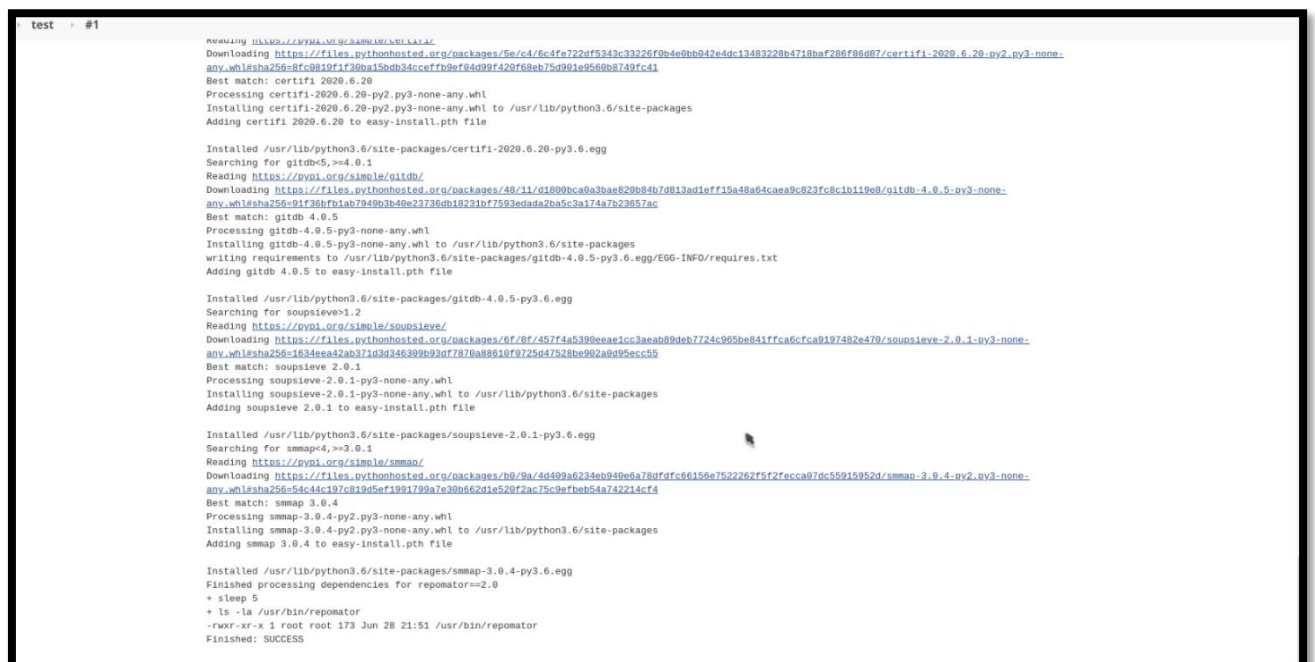 test › #1
Reading https://pypi.org/simple/certifi/
Downloading https://files.pythonhosted.org/packages/5e/c4/6c4fe722df5343c33226f0b4e0bb042e4dc13483228b4718baf286f86d87/certifi-2020.6.20-py2.py3-none-
any.whl#sha256=8fc0819f1f30ba15bdb34cceffb9ef04d99f420f68eb75d901e9560b8749fc41
Best match: certifi 2020.6.20
Processing certifi-2020.6.20-py2.py3-none-any.whl
Installing certifi-2020.6.20-py2.py3-none-any.whl to /usr/lib/python3.6/site-packages
Adding certifi 2020.6.20 to easy-install.pth file
Installed /usr/lib/python3.6/site-packages/certifi-2020.6.20-py3.6.egg
Searching for gitdb<5,>=4.0.1
Reading https://pypi.org/simple/gitdb/
Downloading https://files.pythonhosted.org/packages/48/11/d1800bca0a3bae820b84b7d813ad1eff15a48a64caea9c823fc8c1b119e8/gitdb-4.0.5-py3-none-
any.whl#sha256=91f36bfb1ab7949b3b40e23736db18231bf7593edada2ba5c3a174a7b23657ac
Best match: gitdb 4.0.5
Processing gitdb-4.0.5-py3-none-any.whl
Installing gitdb-4.0.5-py3-none-any.whl to /usr/lib/python3.6/site-packages
writing requirements to /usr/lib/python3.6/site-packages/gitdb-4.0.5-py3.6.egg/EGG-INFO/requires.txt
Adding gitdb 4.0.5 to easy-install.pth file
Installed /usr/lib/python3.6/site-packages/gitdb-4.0.5-py3.6.egg
Searching for soupsieve>1.2
Reading https://pypi.org/simple/soupsieve/
Downloading https://files.pythonhosted.org/packages/6f/8f/457f4a5390eeae1cc3aeab89deb7724c965be841ffca6cfca9197482e470/soupsieve-2.0.1-py3-none-
any.whl#sha256=1634eea42ab371d3d346309b93df7870a88610f0725d47528be902a0d95ecc55
Best match: soupsieve 2.0.1
Processing soupsieve-2.0.1-py3-none-any.whl
Installing soupsieve-2.0.1-py3-none-any.whl to /usr/lib/python3.6/site-packages
Adding soupsieve 2.0.1 to easy-install.pth file
Installed /usr/lib/python3.6/site-packages/soupsieve-2.0.1-py3.6.egg
Searching for smmap<4,>=3.0.1
Reading https://pypi.org/simple/smmap/
Downloading https://files.pythonhosted.org/packages/b0/9a/4d409a6234eb940e6a78dfdfc66156e7522262f5f2fecca07dc55915952d/smmap-3.0.4-py2.py3-none-
any.whl#sha256=54c44c197c819d5ef1991799a7e30b662d1e520f2ac75c9efbeb54a742214cf4
Best match: smmap 3.0.4
Processing smmap-3.0.4-py2.py3-none-any.whl
Installing smmap-3.0.4-py2.py3-none-any.whl to /usr/lib/python3.6/site-packages
Adding smmap 3.0.4 to easy-install.pth file
Installed /usr/lib/python3.6/site-packages/smmap-3.0.4-py3.6.egg
Finished processing dependencies for repomator==2.0
+ sleep 5
+ ls -la /usr/bin/repomator
-rwxr-xr-x 1 root root 173 Jun 28 21:51 /usr/bin/repomator
Finished: SUCCESS